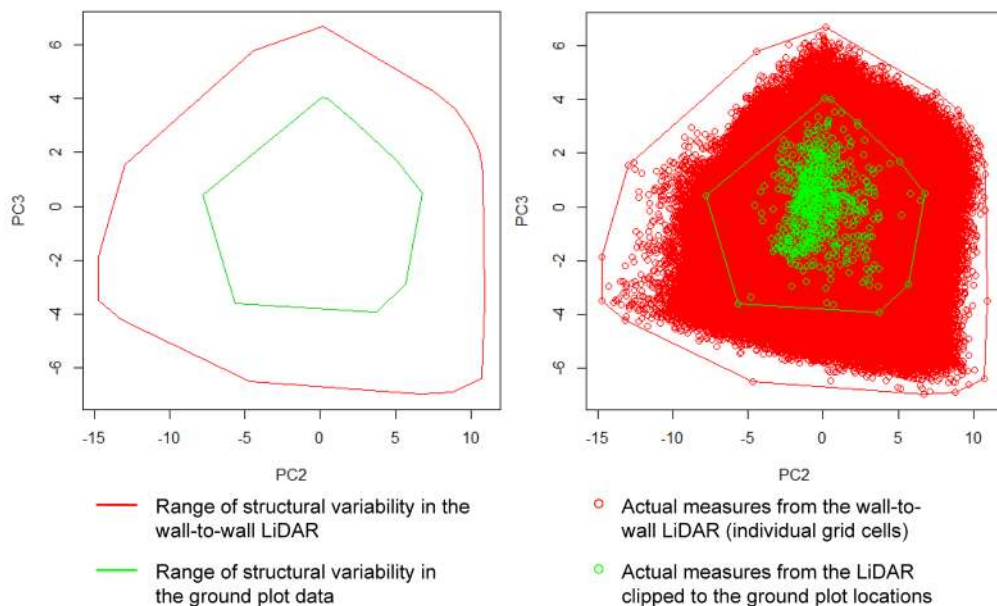 6
4
2
0
-2
-4
-6
PC3
-15
-10
-5
0
5
10
PC2
6
4
2
0
-2
-4
-6
PC3
-15
-10
-5
0
5
10
PC2
Range of structural variability in the
wall-to-wall LiDAR
Range of structural variability in
the ground plot data
Actual measures from the wall-to-
wall LiDAR (individual grid cells)
Actual measures from the LiDAR
clipped to the ground plot locations